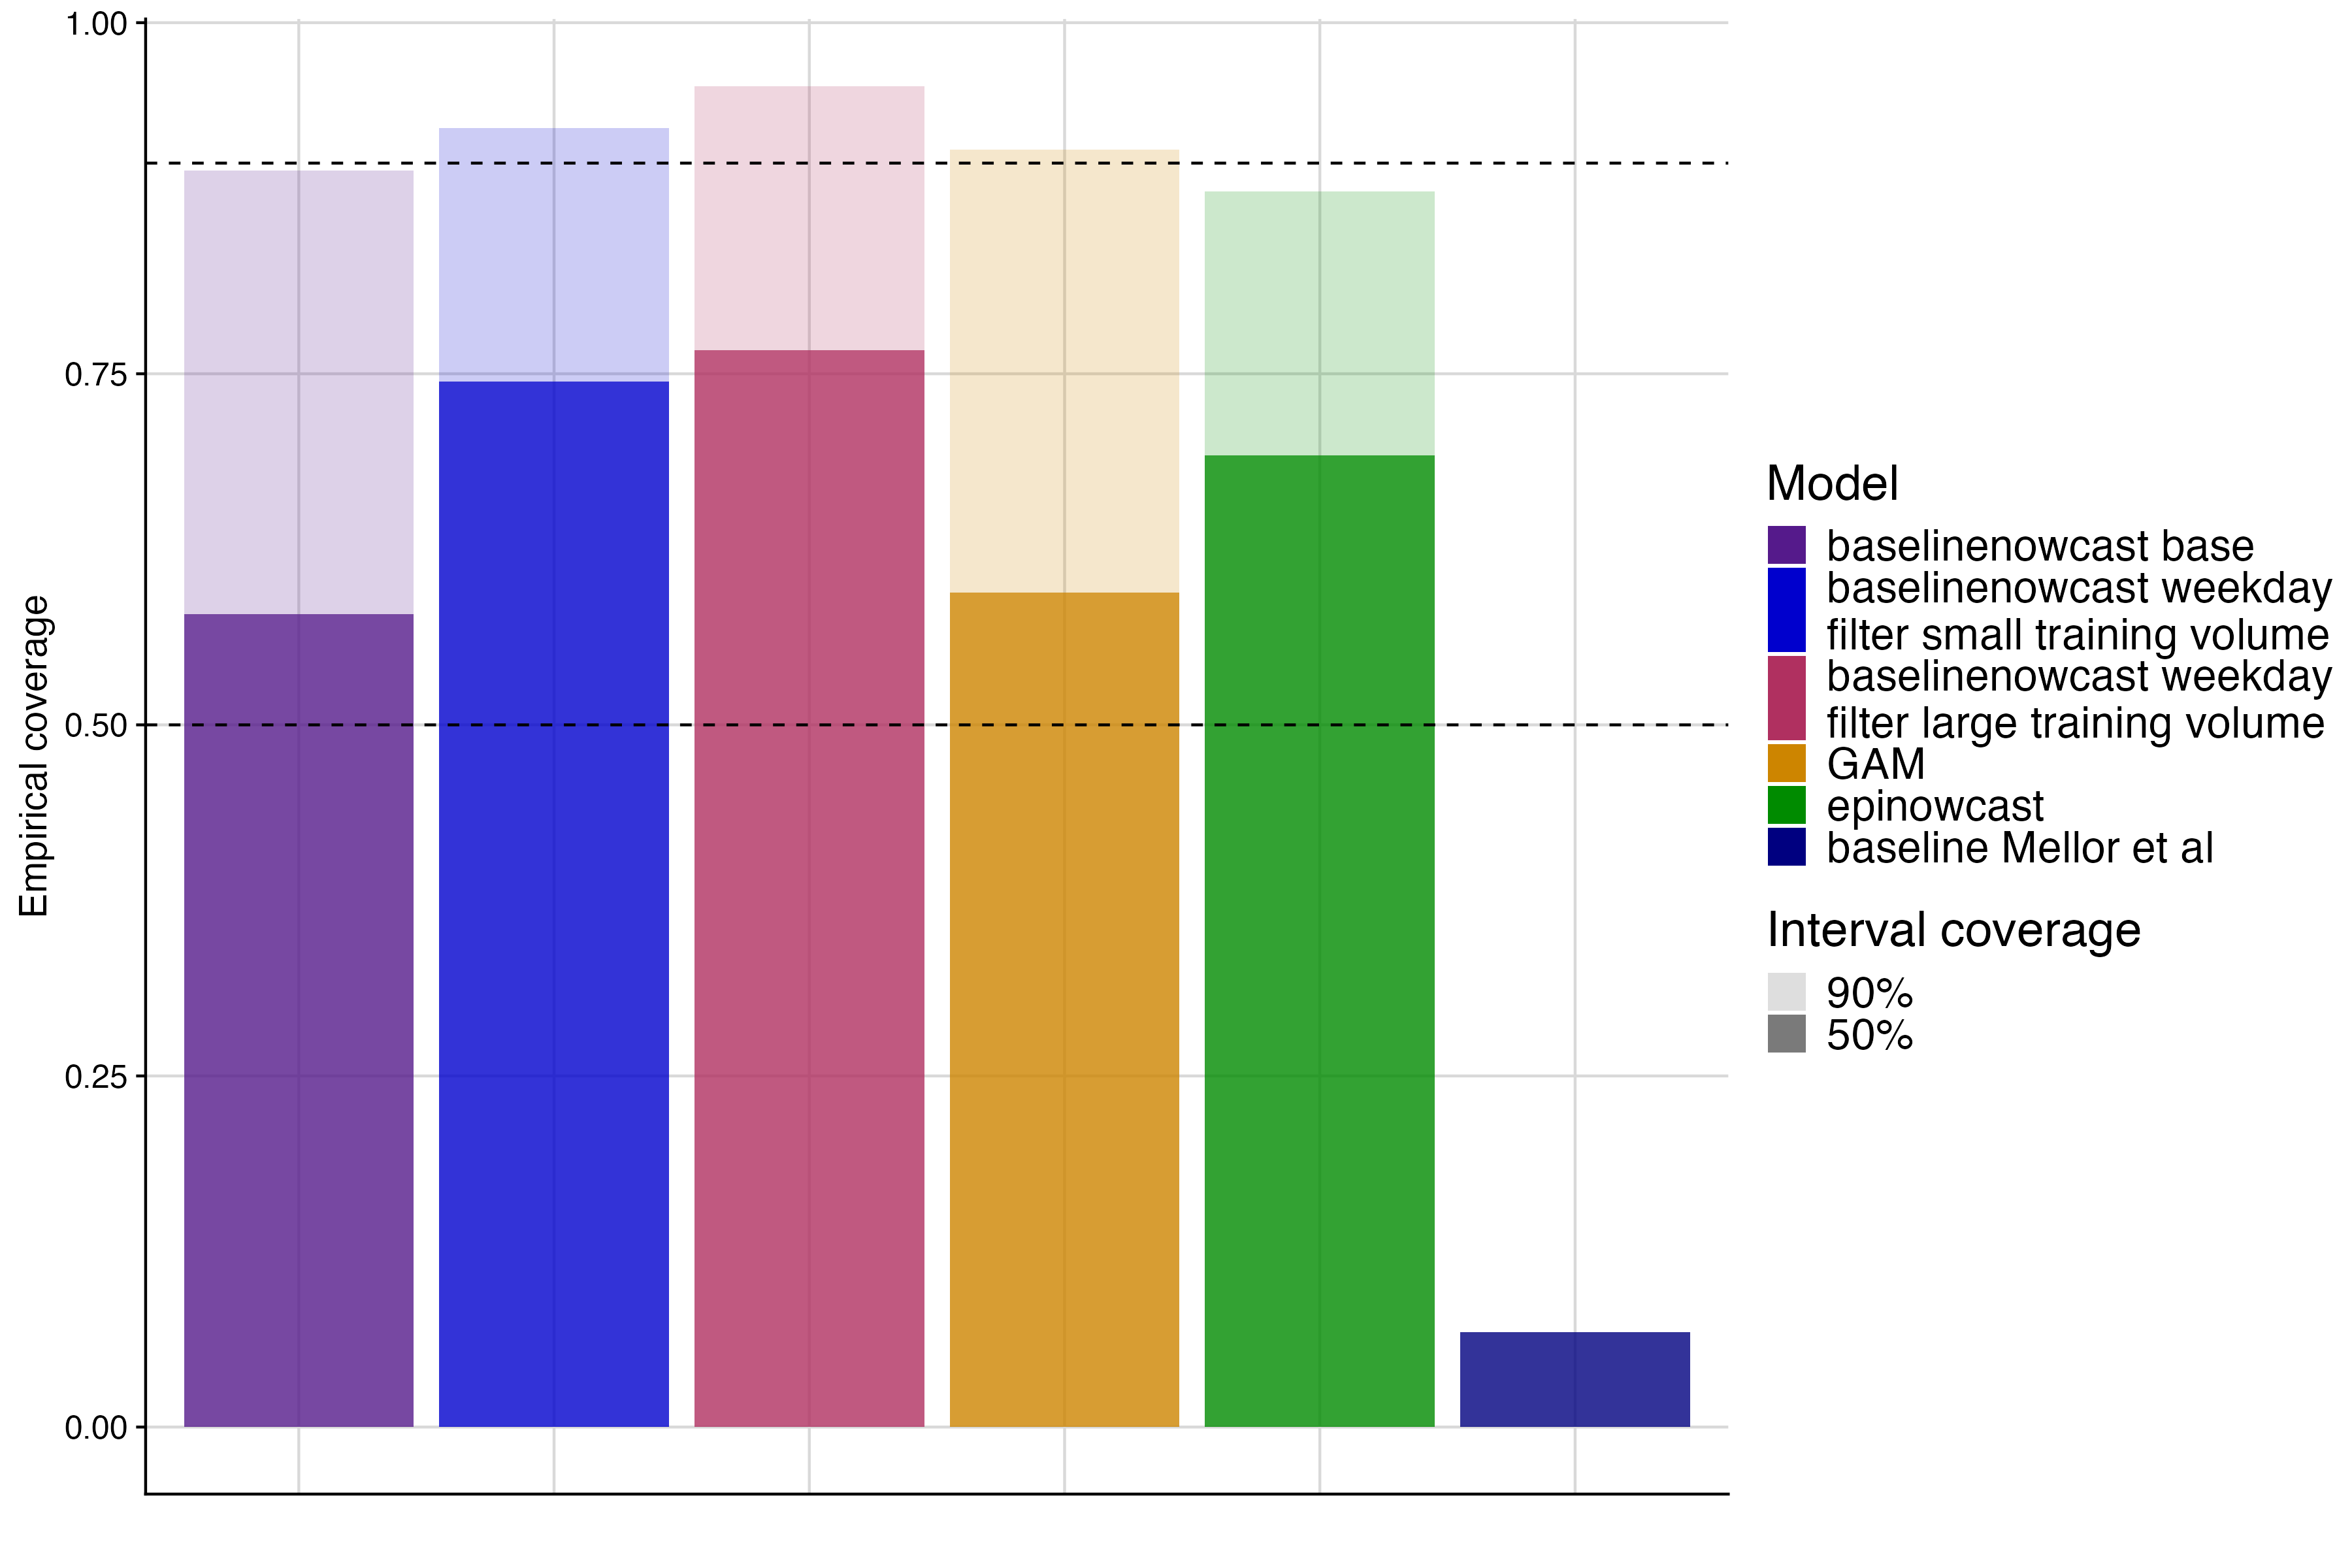 1.00
0.75
0.50
0.25
0.00
Empirical coverage
Model
baselinenowcast base
baselinenowcast weekday
filter small training volume
baselinenowcast weekday
filter large training volume
GAM
epinowcast
baseline Mellor et al
Interval coverage
90%
50%